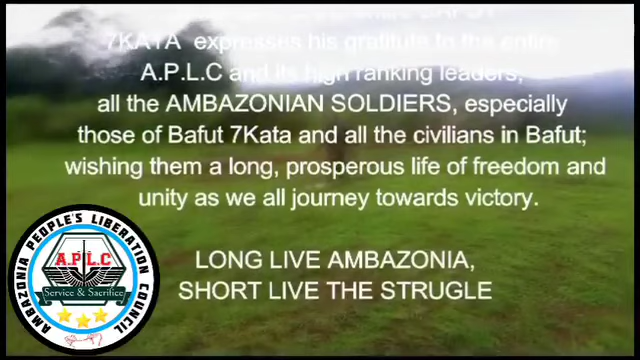 7KATA expresses his gratitute to the entire
A.P.L.C and its high ranking leaders,
all the AMBAZONIAN SOLDIERS, especially
those of Bafut 7Kata and all the civilians in Bafut;
wishing them a long, prosperous life of freedom and
unity as we all journey towards victory.
LONG LIVE AMBAZONIA,
SHORT LIVE THE STRUGLE
AMBAZONIA PEOPLE'S LIBERATION COUNCIL
A.P.L.C
Service & Sacrifice